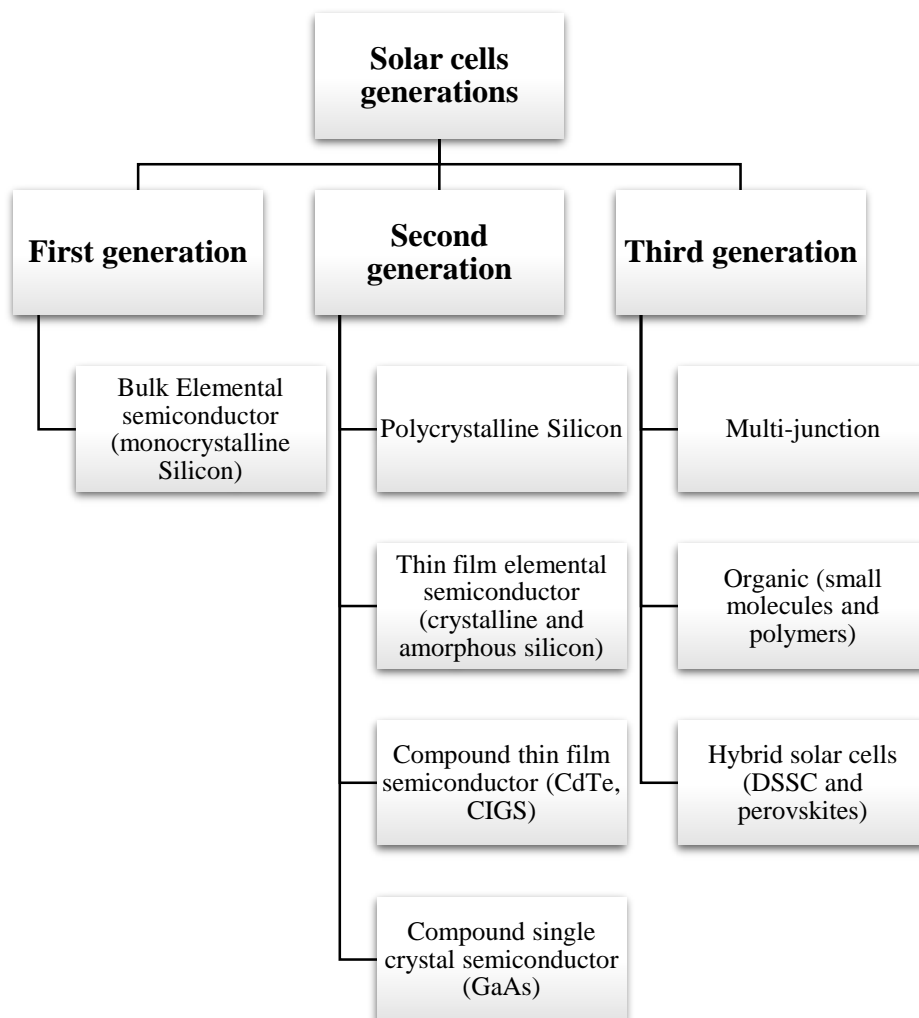 Solar cells
generations
First generation
Second
generation
Third generation
Bulk Elemental
semiconductor
(monocrystalline
Silicon)
Polycrystalline Silicon
Thin film elemental
semiconductor
(crystalline and
amorphous silicon)
Compound thin film
semiconductor (CdTe,
CIGS)
Compound single
crystal semiconductor
(GaAs)
Multi-junction
Organic (small
molecules and
polymers)
Hybrid solar cells
(DSSC and
perovskites)